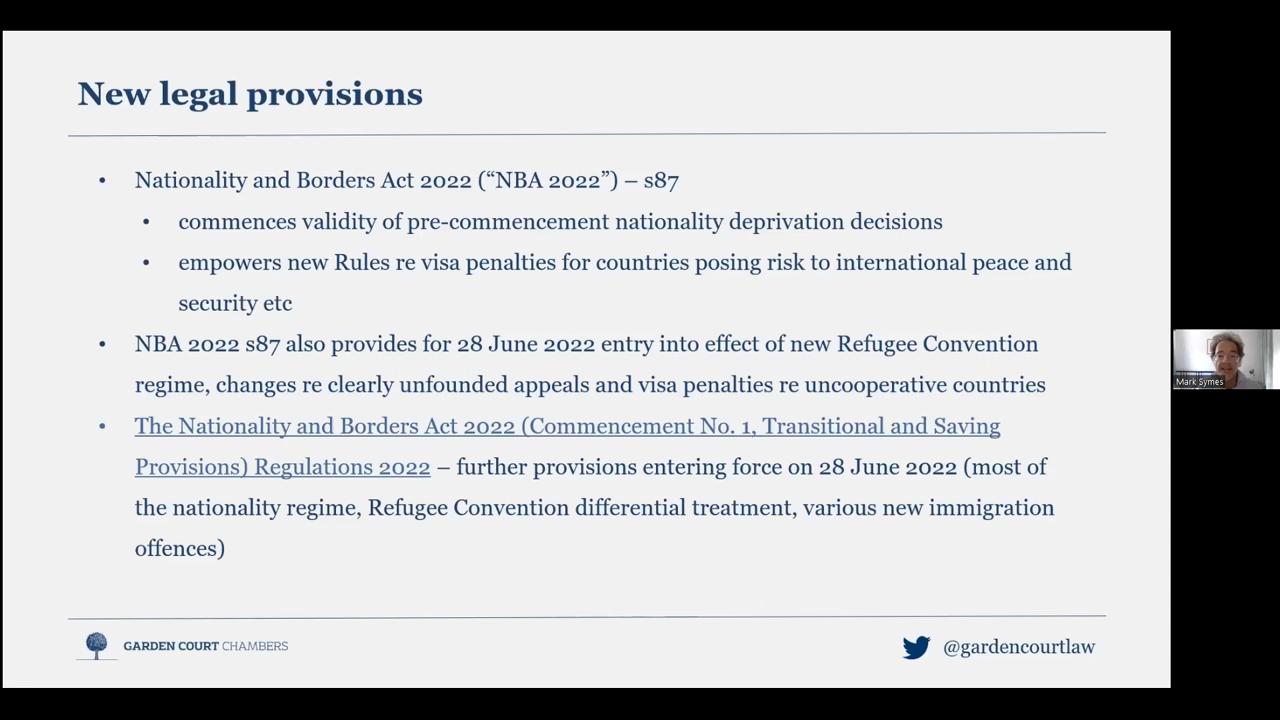 New legal provisions
• Nationality and Borders Act 2022 (“NBA 2022”) – s87
• commences validity of pre-commencement nationality deprivation decisions
• empowers new Rules re visa penalties for countries posing risk to international peace and
security etc
• NBA 2022 s87 also provides for 28 June 2022 entry into effect of new Refugee Convention
regime, changes re clearly unfounded appeals and visa penalties re uncooperative countries
• The Nationality and Borders Act 2022 (Commencement No. 1, Transitional and Saving
Provisions) Regulations 2022 – further provisions entering force on 28 June 2022 (most of
the nationality regime, Refugee Convention differential treatment, various new immigration
offences)
GARDEN COURT CHAMBERS
@gardencourtlaw
Mark Symes